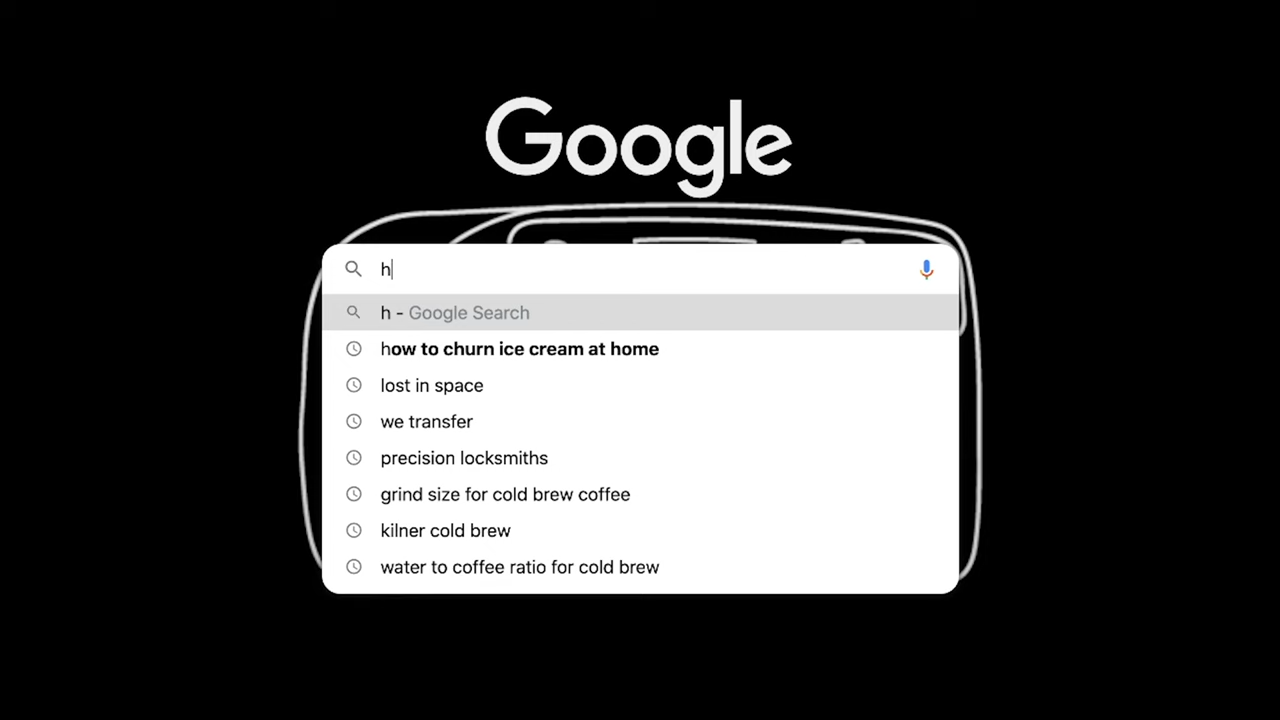 Google
h
h - Google Search
how to churn ice cream at home
lost in space
we transfer
precision locksmiths
grind size for cold brew coffee
kilner cold brew
water to coffee ratio for cold brew